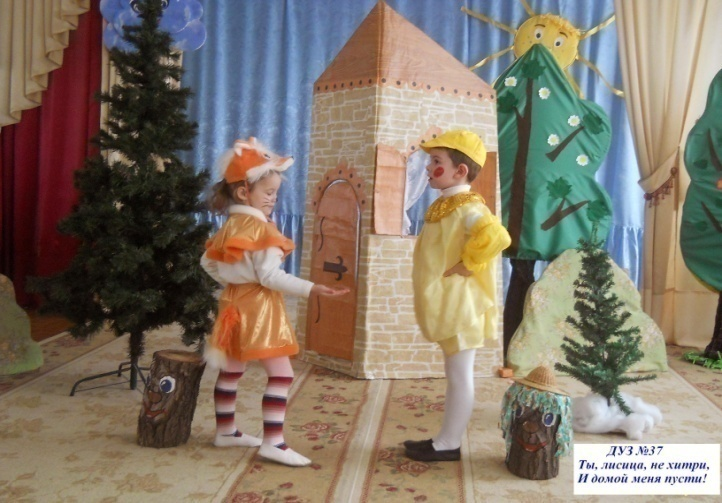 ДУЗ №37
Ты, лисица, не хитри,
И домой меня пусти!